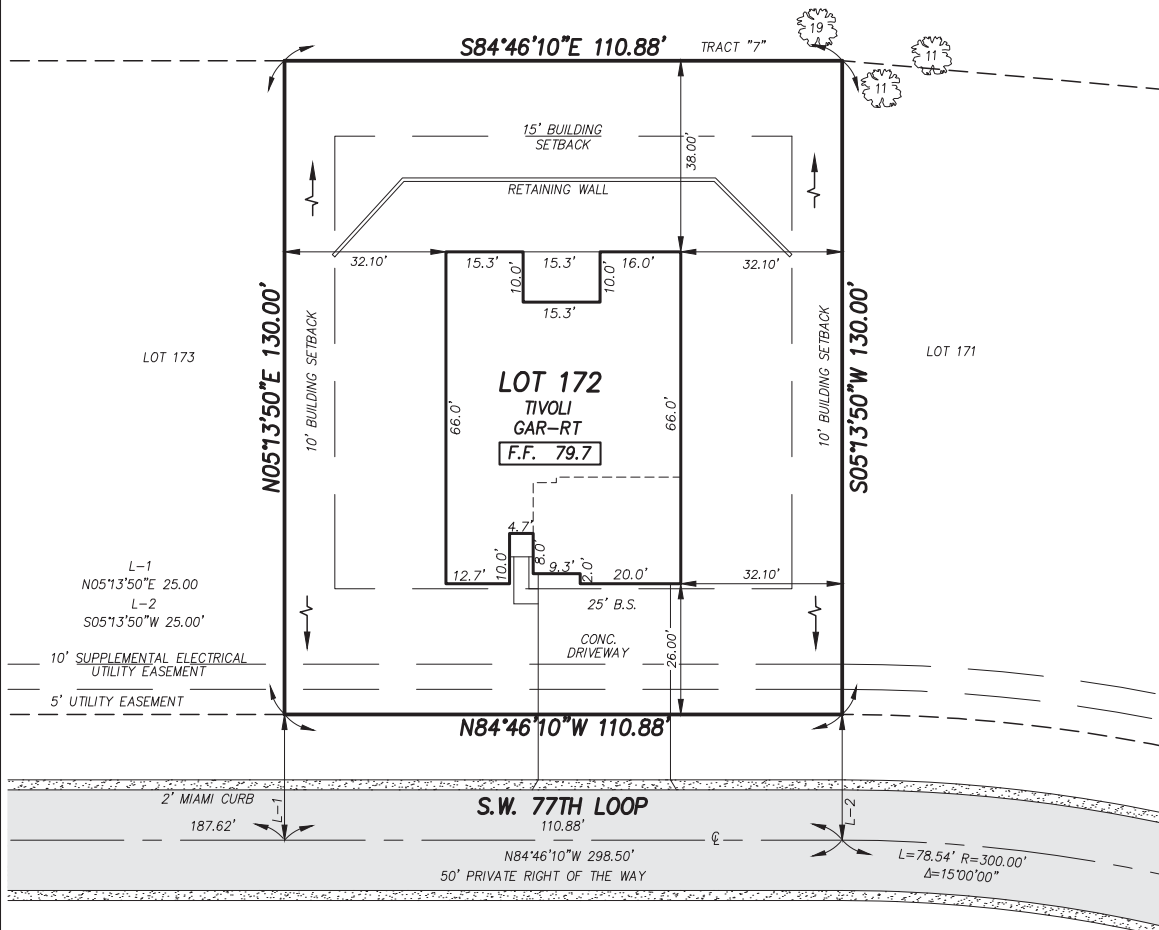 19
S84°46'10"E 110.88'
TRACT "7"
11
11
15' BUILDING
SETBACK
38.00'
RETAINING WALL
32.10'
15.3'
15.3'
16.0'
32.10'
10.0'
10.0'
15.3'
N05°13'50"E 130.00'
10' BUILDING SETBACK
10' BUILDING SETBACK
S05°13'50"W 130.00'
LOT 173
LOT 171
LOT 172
TIVOLI
GAR-RT
F.F. 79.7
66.0'
66.0'
4.7'
10.0'
8.0'
9.3'
2.0'
12.7'
20.0'
32.10'
L-1
N05°13'50"E 25.00
L-2
S05°13'50"W 25.00'
25' B.S.
CONC.
DRIVEWAY
26.00'
10' SUPPLEMENTAL ELECTRICAL
UTILITY EASEMENT
5' UTILITY EASEMENT
N84°46'10"W 110.88'
2' MIAMI CURB
L-1
S.W. 77TH LOOP
L-2
187.62'
110.88'
℄
N84°46'10"W 298.50'
50' PRIVATE RIGHT OF THE WAY
L=78.54' R=300.00'
Δ=15°00'00"